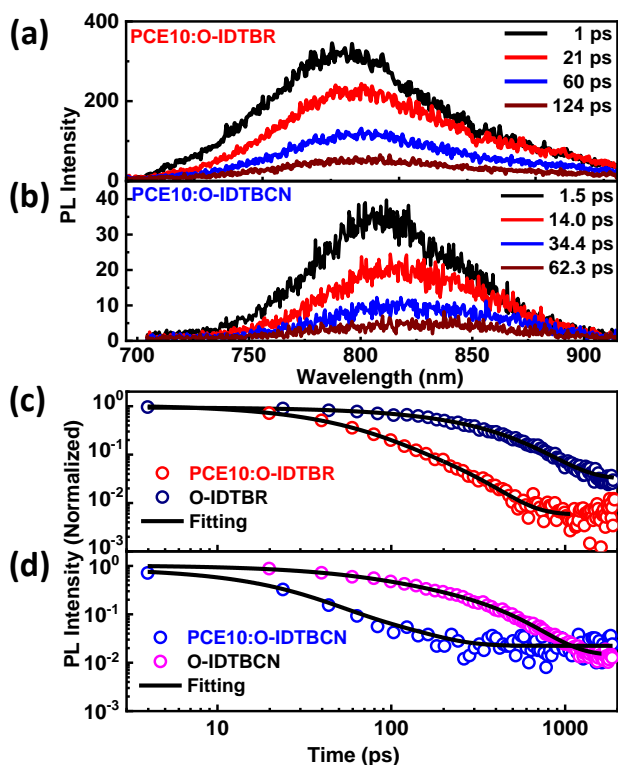 (a)
PCE10:O-IDTBR
1 ps
21 ps
60 ps
124 ps
400
200
0
PL Intensity
(b)
PCE10:O-IDTBCN
1.5 ps
14.0 ps
34.4 ps
62.3 ps
40
30
20
10
0
700 750 800 850 900
Wavelength (nm)
(c)
10^0
10^-1
10^-2
10^-3
PCE10:O-IDTBR
O-IDTBR
Fitting
PL Intensity (Normalized)
(d)
10^0
10^-1
10^-2
10^-3
PCE10:O-IDTBCN
O-IDTBCN
Fitting
10 100 1000
Time (ps)